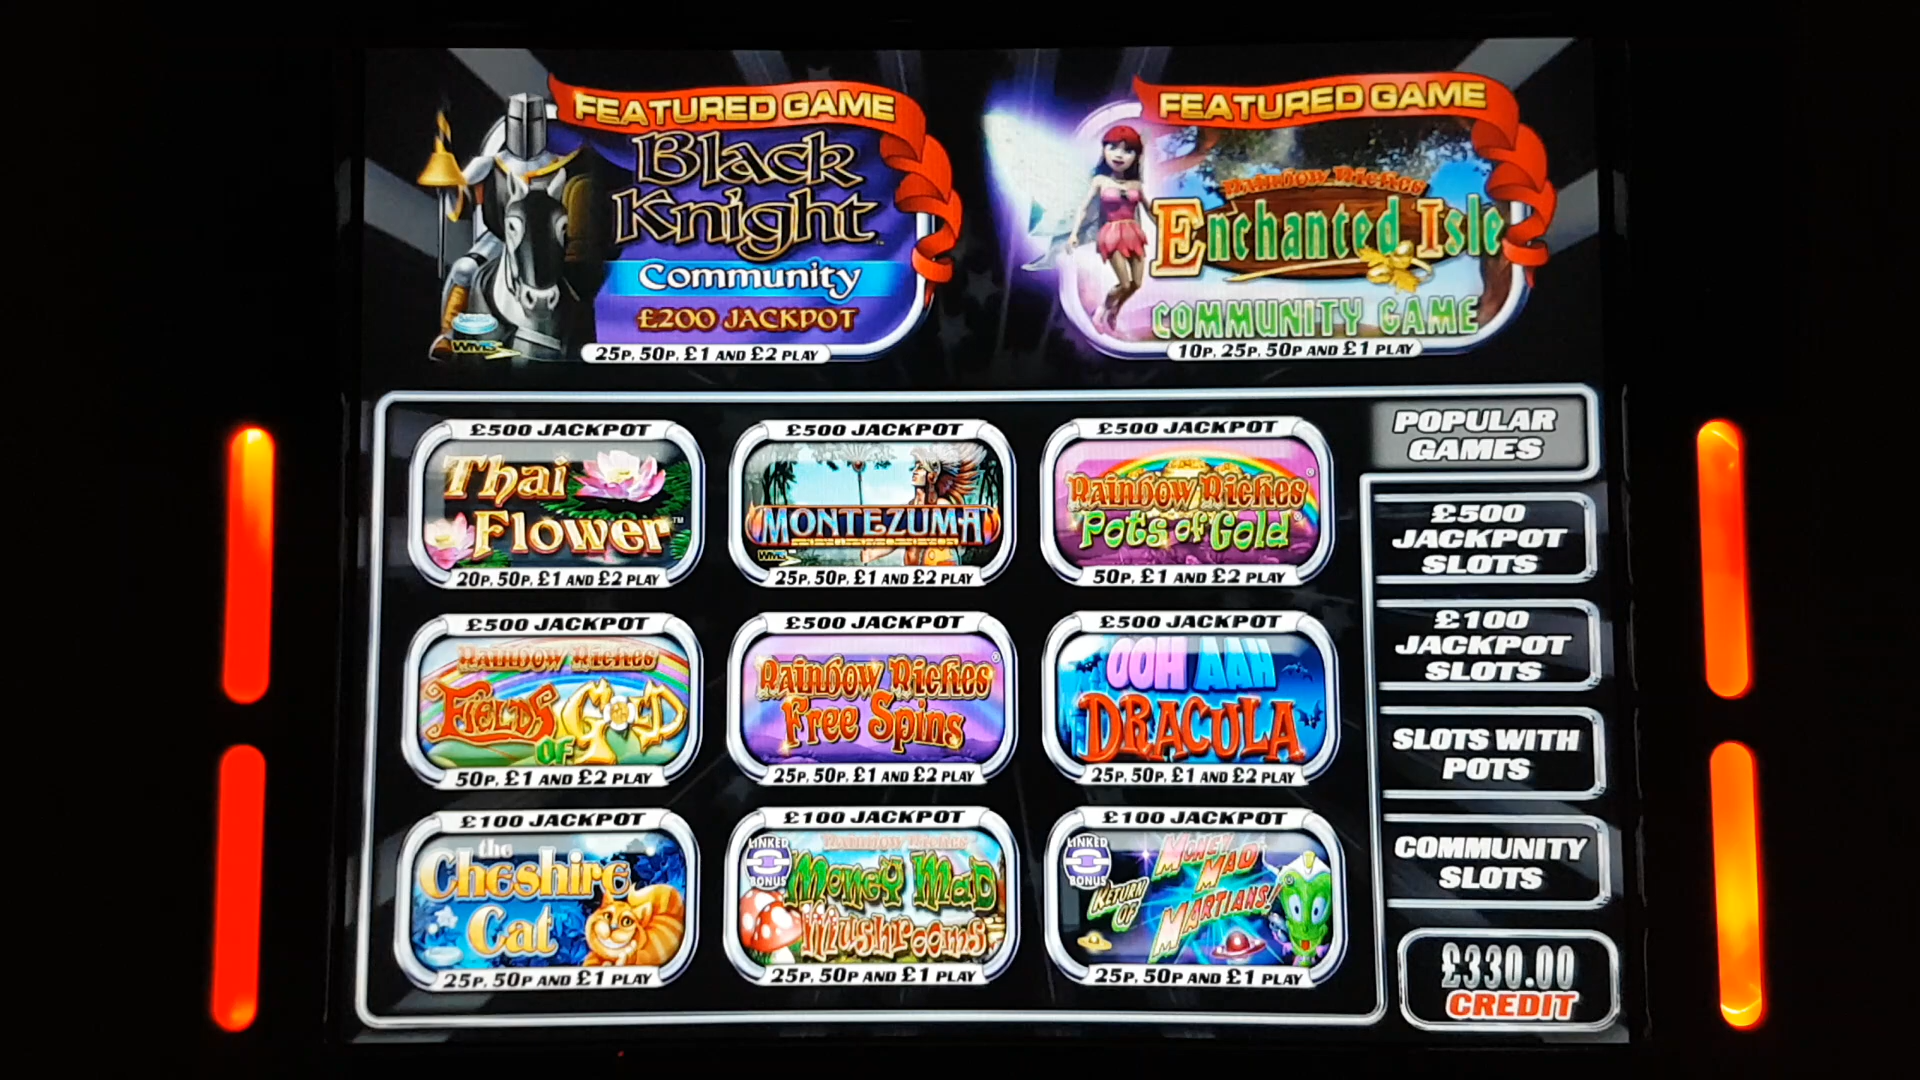 FEATURED GAME
Black
Knight
Community
£200 JACKPOT
WMS
25P, 50P, £1 AND £2 PLAY
FEATURED GAME
Rainbow Riches
Enchanted Isle
COMMUNITY GAME
10P, 25P, 50P AND £1 PLAY
£500 JACKPOT
Thai
Flower™
20P, 50P, £1 AND £2 PLAY
£500 JACKPOT
MONTEZUMA
WMS
25P, 50P, £1 AND £2 PLAY
£500 JACKPOT
Rainbow Riches®
Pots of Gold®
50P, £1 AND £2 PLAY
£500 JACKPOT
Rainbow Riches
FIELDS
OF GOLD
50P, £1 AND £2 PLAY
£500 JACKPOT
Rainbow Riches®
Free Spins
25P, 50P, £1 AND £2 PLAY
£500 JACKPOT
OOH AAH
DRACULA
25P, 50P, £1 AND £2 PLAY
£100 JACKPOT
the
Cheshire
Cat
25P, 50P AND £1 PLAY
£100 JACKPOT
LINKED
BONUS
Rainbow Riches
Money Mad
Mushrooms
25P, 50P AND £1 PLAY
£100 JACKPOT
LINKED
BONUS
RETURN
OF
MONEY
MAD
MARTIANS!
25P, 50P AND £1 PLAY
POPULAR
GAMES
£500
JACKPOT
SLOTS
£100
JACKPOT
SLOTS
SLOTS WITH
POTS
COMMUNITY
SLOTS
£330.00
CREDIT